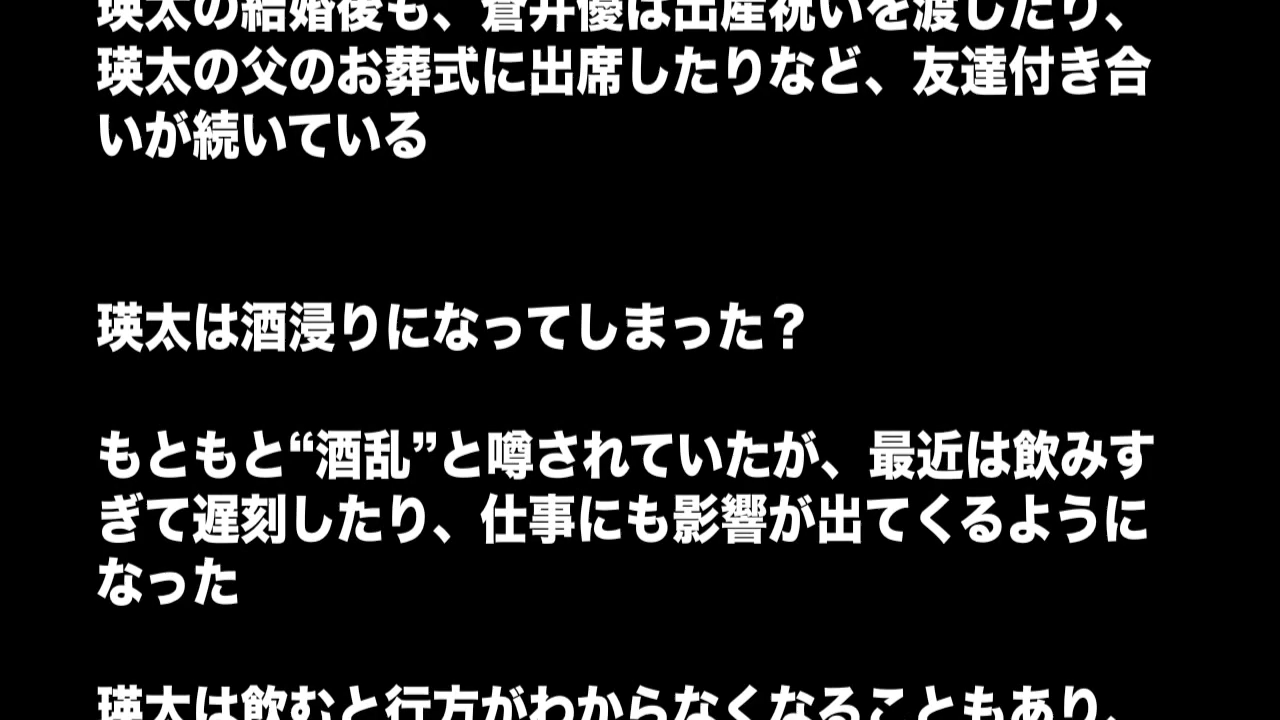 瑛太の結婚後も、蒼井優は出産祝いを渡したり、
瑛太の父のお葬式に出席したりなど、友達付き合
いが続いている
瑛太は酒浸りになってしまった？
もともと“酒乱”と噂されていたが、最近は飲みす
ぎて遅刻したり、仕事にも影響が出てくるように
なった
瑛太は飲むと行方がわからなくなることもあり、